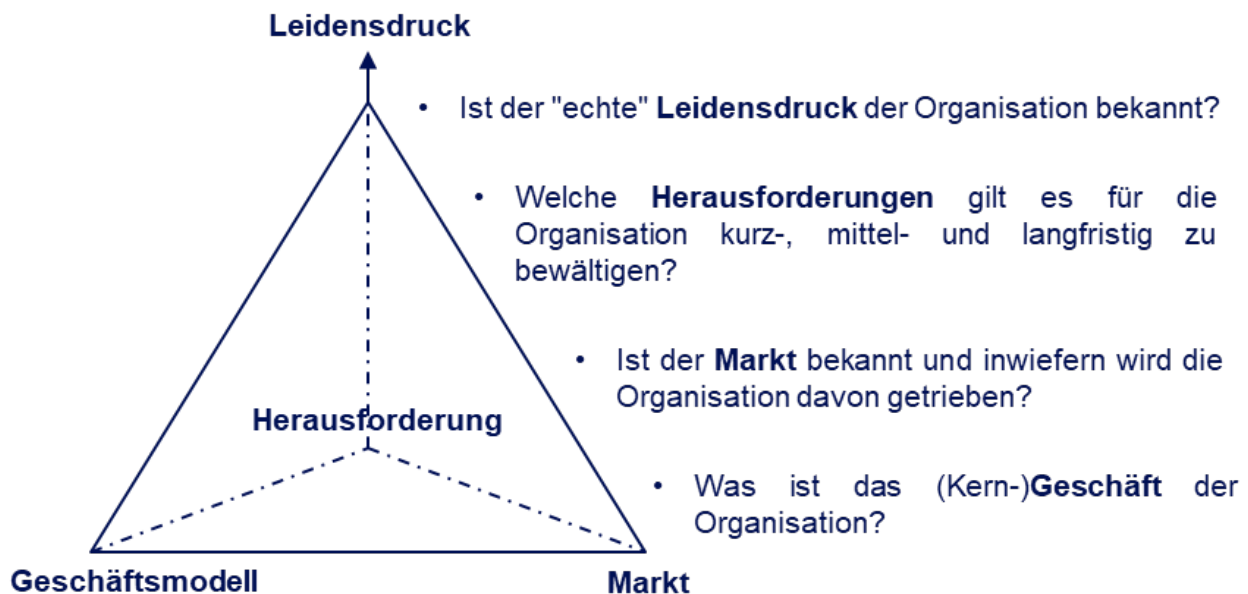 Leidensdruck
• Ist der "echte" Leidensdruck der Organisation bekannt?
• Welche Herausforderungen gilt es für die
Organisation kurz-, mittel- und langfristig zu
bewältigen?
• Ist der Markt bekannt und inwiefern wird die
Organisation davon getrieben?
Herausforderung
• Was ist das (Kern-)Geschäft der
Organisation?
Geschäftsmodell
Markt